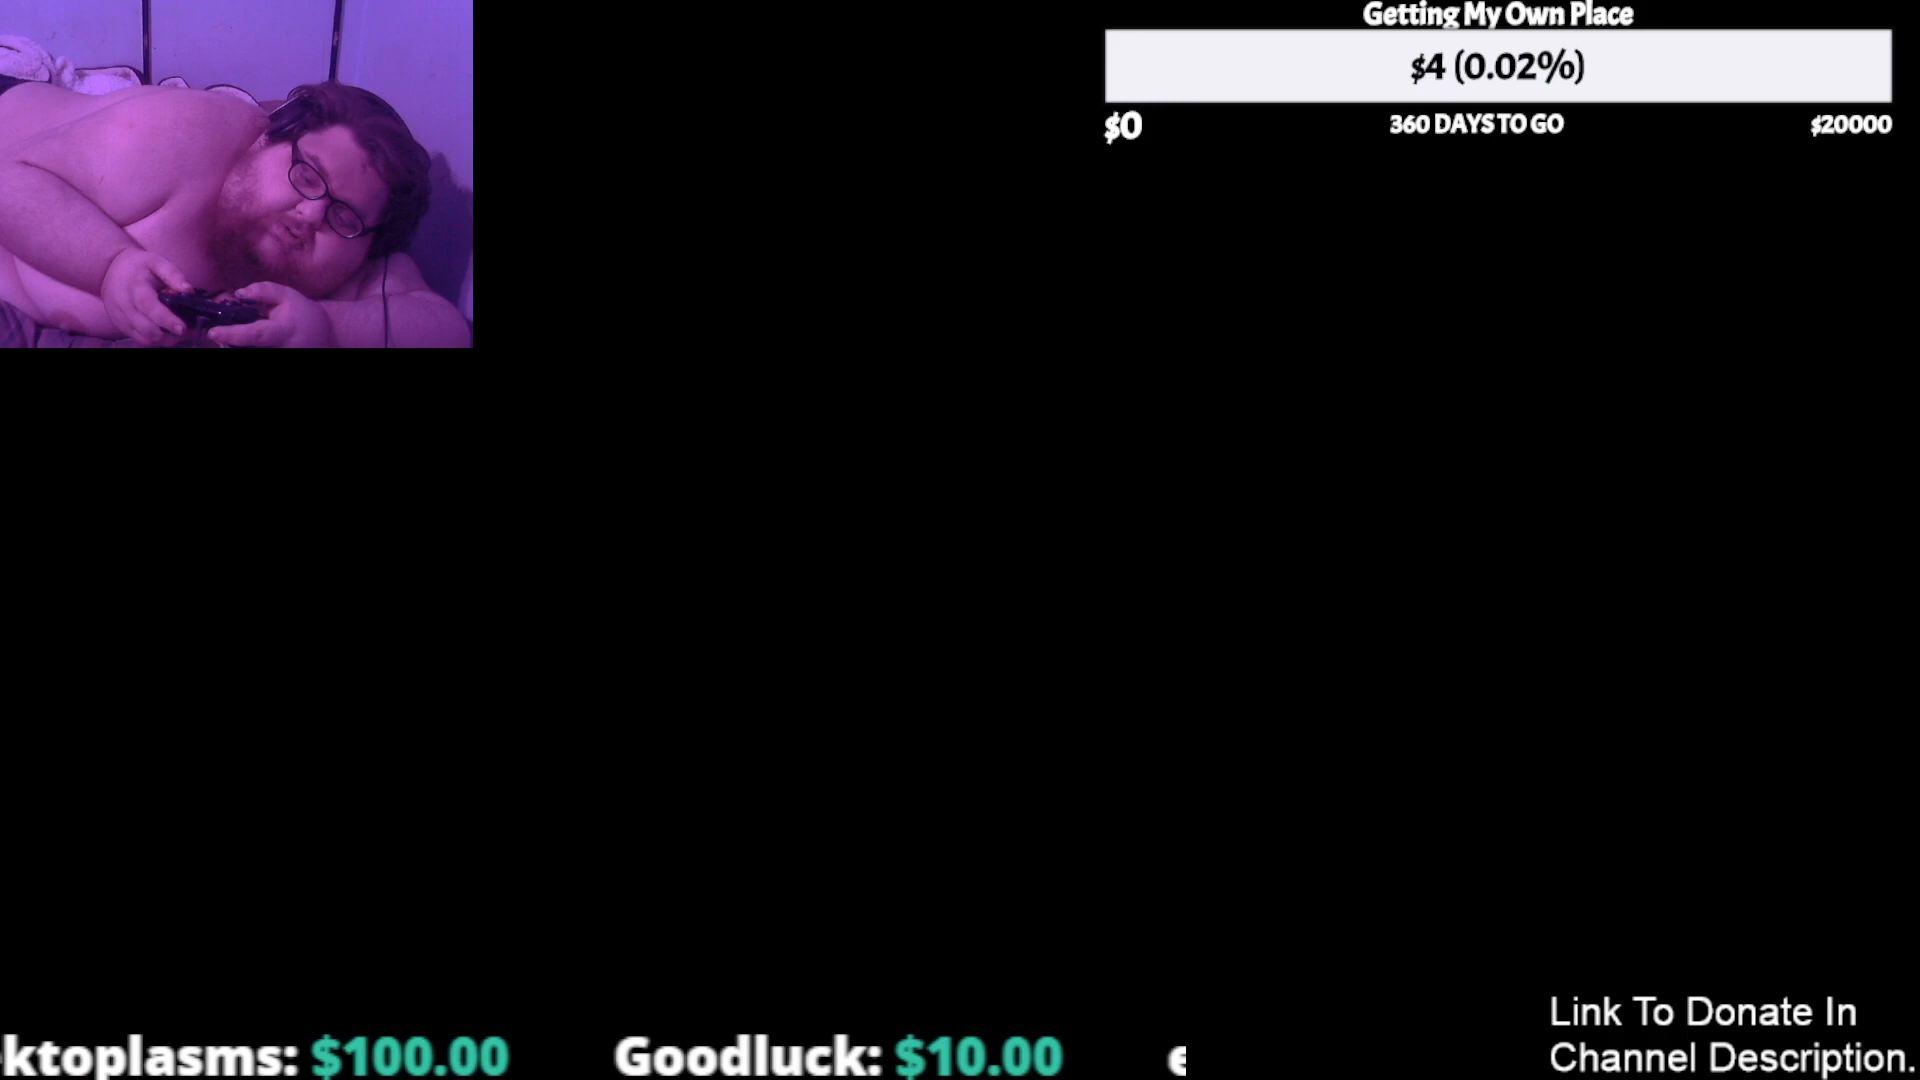 Getting My Own Place
$4 (0.02%)
$0 360 DAYS TO GO $20000
ktoplasms: $100.00 Goodluck: $10.00 e
Link To Donate In
Channel Description.